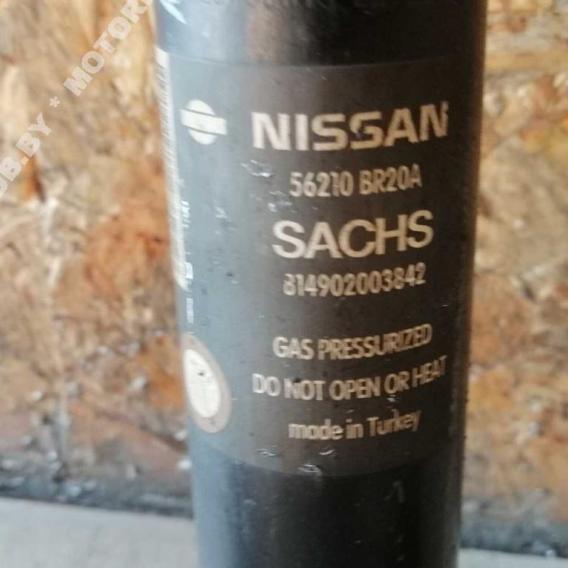 NISSAN
56210 BR20A
SACHS
814902003842
GAS PRESSURIZED
DO NOT OPEN OR HEAT
made in Turkey